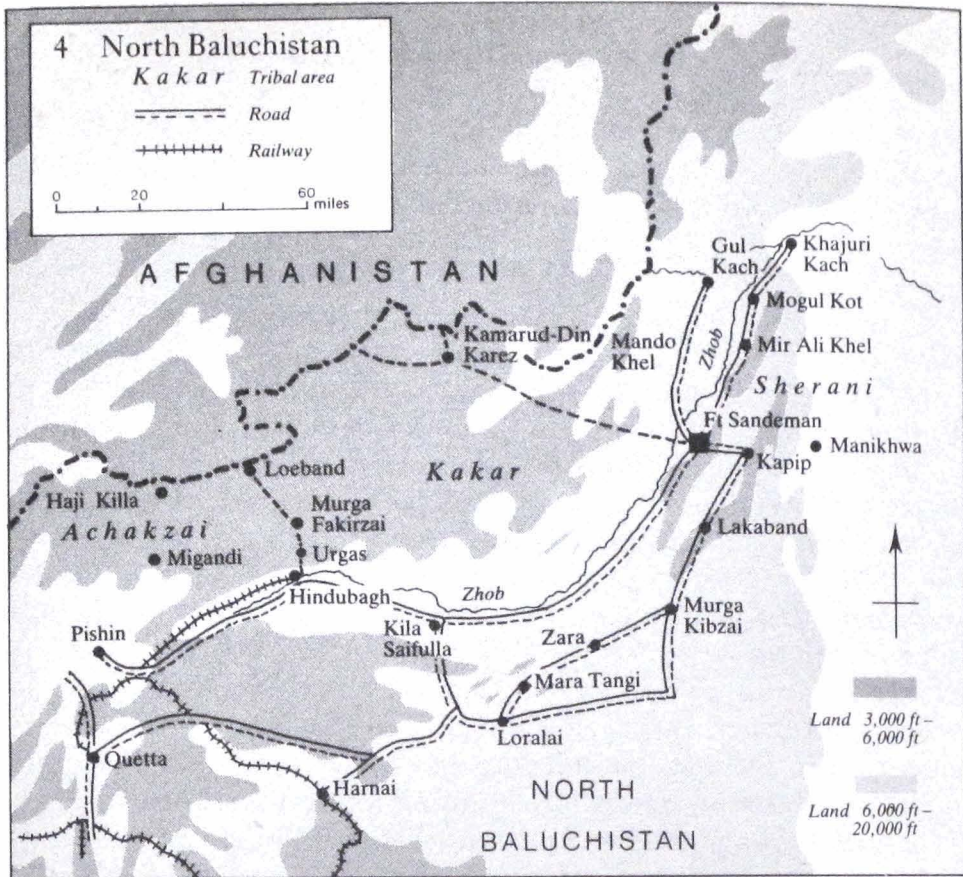 4 North Baluchistan
Kakar Tribal area
Road
Railway
0 20 60
miles
AFGHANISTAN
Gul
Kach
Khajuri
Kach
Mogul Kot
Kamarud-Din
Karez
Mando
Khel
Zhob
Mir Ali Khel
Sherani
Ft Sandeman
Manikhwa
Kapip
Loeband
Kakar
Haji Killa
Murga
Fakirzai
Achakzai
Lakaband
Migandi
Urgas
Hindubagh
Zhob
Murga
Kibzai
Pishin
Kila
Saifulla
Zara
Mara Tangi
Land 3,000 ft –
6,000 ft
Loralai
Quetta
Harnai
NORTH
BALUCHISTAN
Land 6,000 ft –
20,000 ft